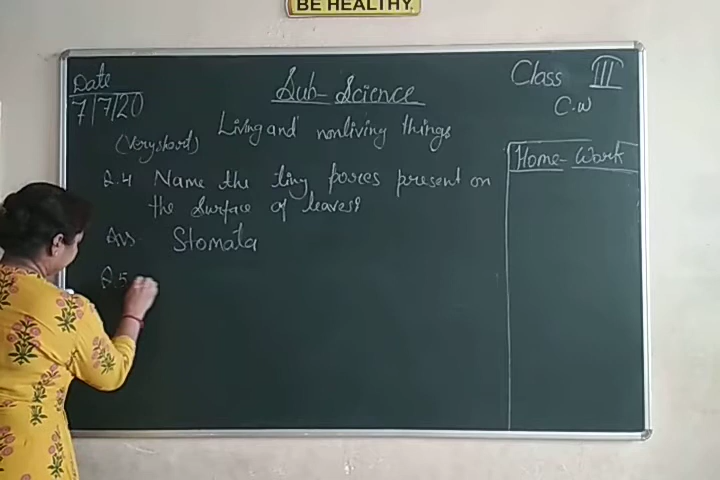 BE HEALTHY.
Date
7/7/20
Sub- Science
Class III
C.W
Living and nonliving things
(Very short)
Home- Work
Q.4 Name the tiny pores present on
the surface of leaves?
Ans Stomata
Q.5